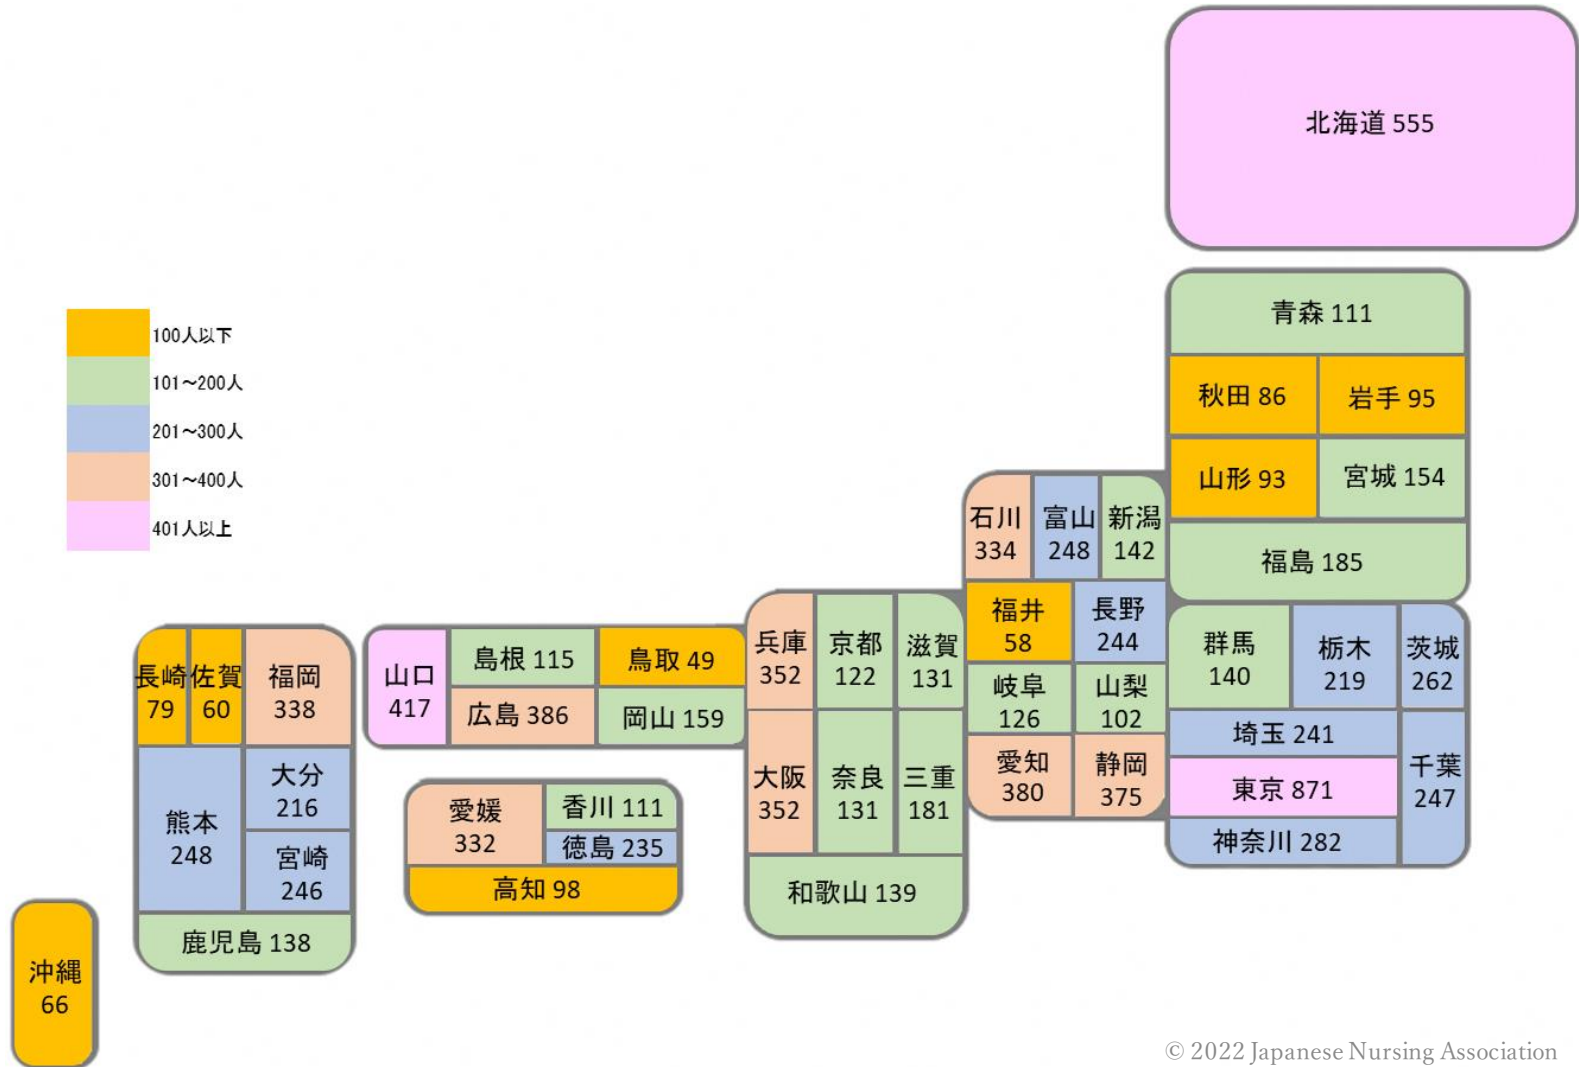 北海道 555
青森 111
秋田 86
岩手 95
山形 93
宮城 154
福島 185
100人以下
101～200人
201～300人
301～400人
401人以上
石川
334
富山
248
新潟
142
福井
58
長野
244
岐阜
126
山梨
102
愛知
380
静岡
375
群馬
140
栃木
219
茨城
262
埼玉 241
東京 871
神奈川 282
千葉
247
兵庫
352
京都
122
滋賀
131
大阪
352
奈良
131
三重
181
和歌山 139
山口
417
島根 115
鳥取 49
広島 386
岡山 159
愛媛
332
香川 111
徳島 235
高知 98
長崎
79
佐賀
60
福岡
338
熊本
248
大分
216
宮崎
246
鹿児島 138
沖縄
66
© 2022 Japanese Nursing Association